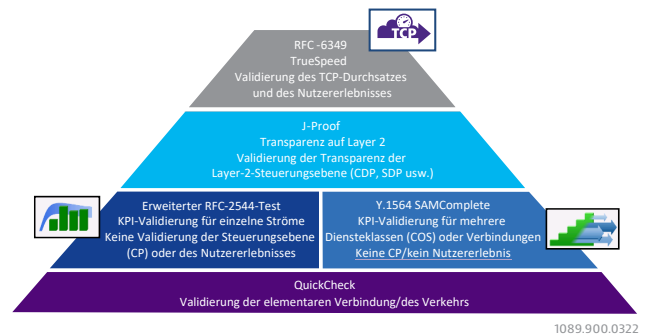 TCP
RFC -6349
TrueSpeed
Validierung des TCP-Durchsatzes
und des Nutzererlebnisses
J-Proof
Transparenz auf Layer 2
Validierung der Transparenz der
Layer-2-Steuerungsebene (CDP, SDP usw.)
Erweiterter RFC-2544-Test
KPI-Validierung für einzelne Ströme
Keine Validierung der Steuerungsebene
(CP) oder des Nutzererlebnisses
Y.1564 SAMComplete
KPI-Validierung für mehrere
Diensteklassen (COS) oder Verbindungen
Keine CP/kein Nutzererlebnis
QuickCheck
Validierung der elementaren Verbindung/des Verkehrs
1089.900.0322